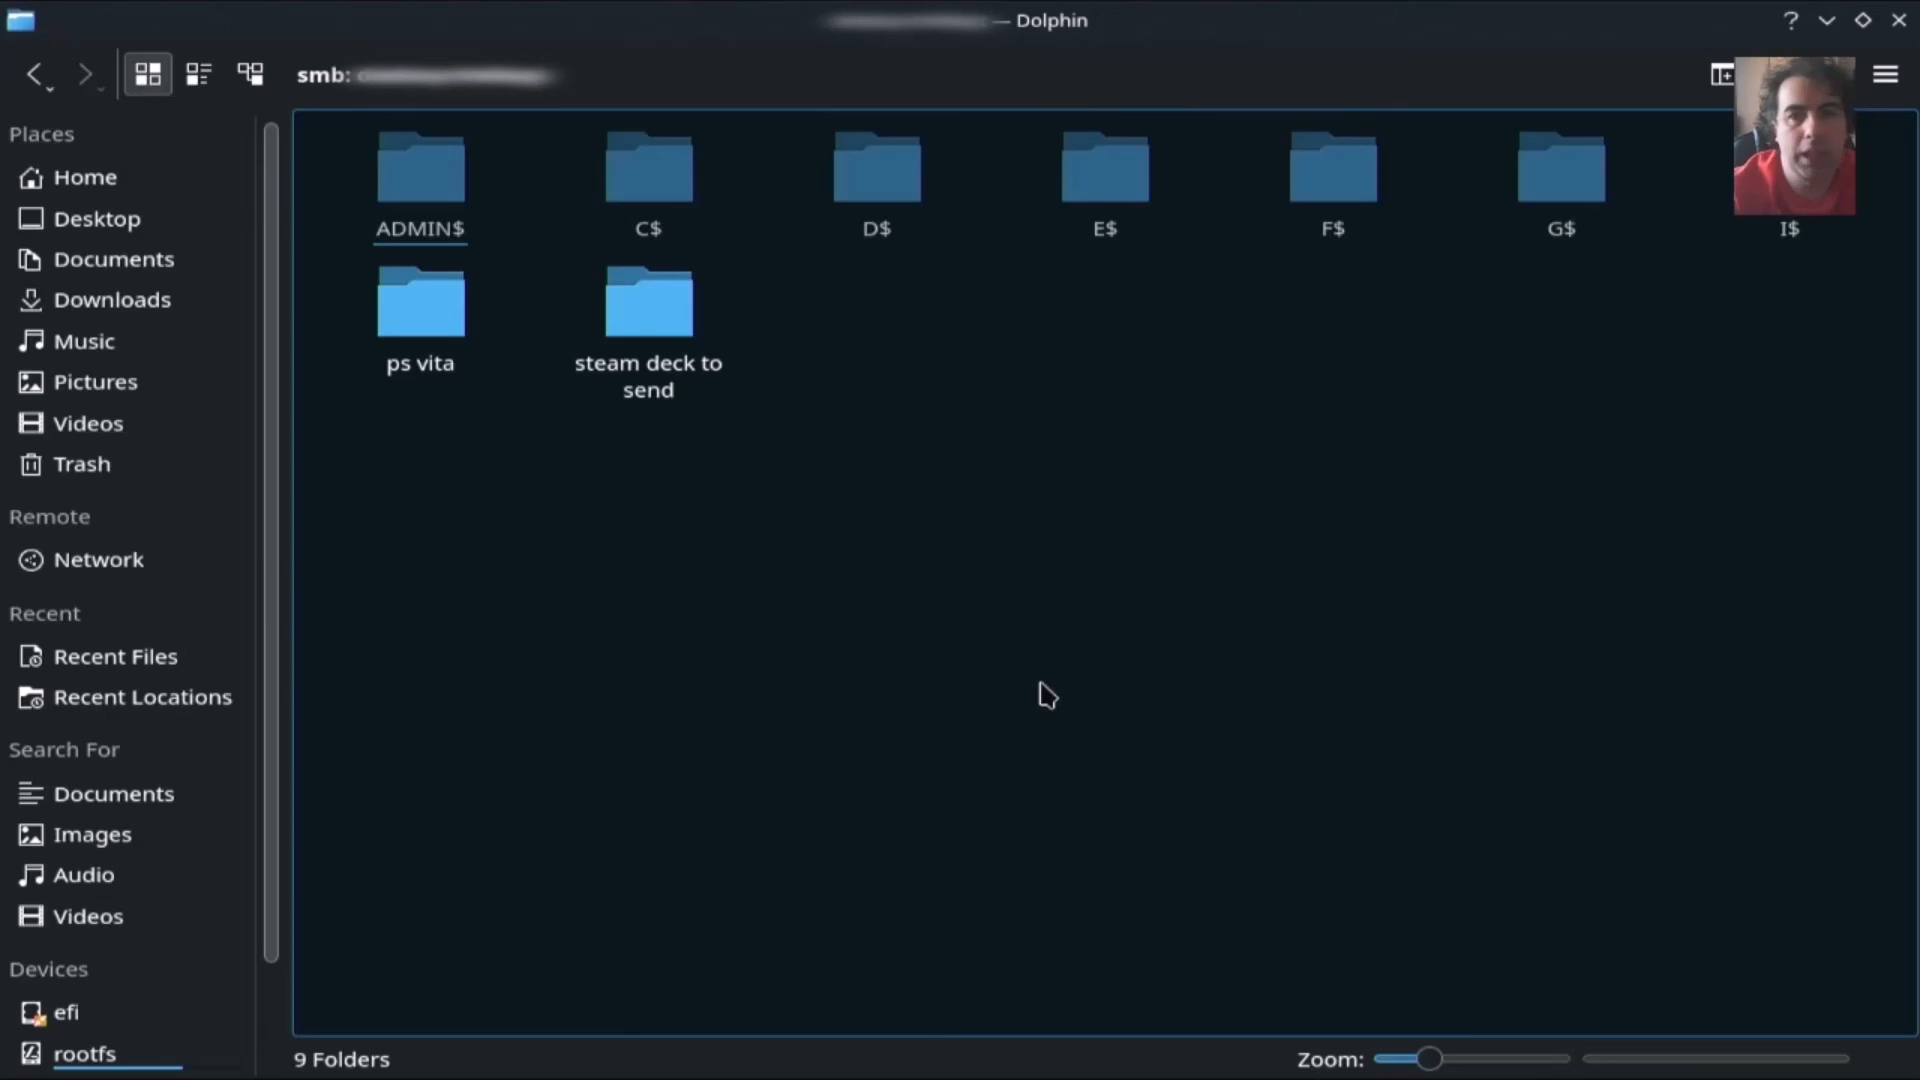 — Dolphin
smb:
Places
Home
Desktop
Documents
Downloads
Music
Pictures
Videos
Trash
Remote
Network
Recent
Recent Files
Recent Locations
Search For
Documents
Images
Audio
Videos
Devices
efi
rootfs
ADMIN$
C$
D$
E$
F$
G$
I$
ps vita
steam deck to
send
9 Folders
Zoom: